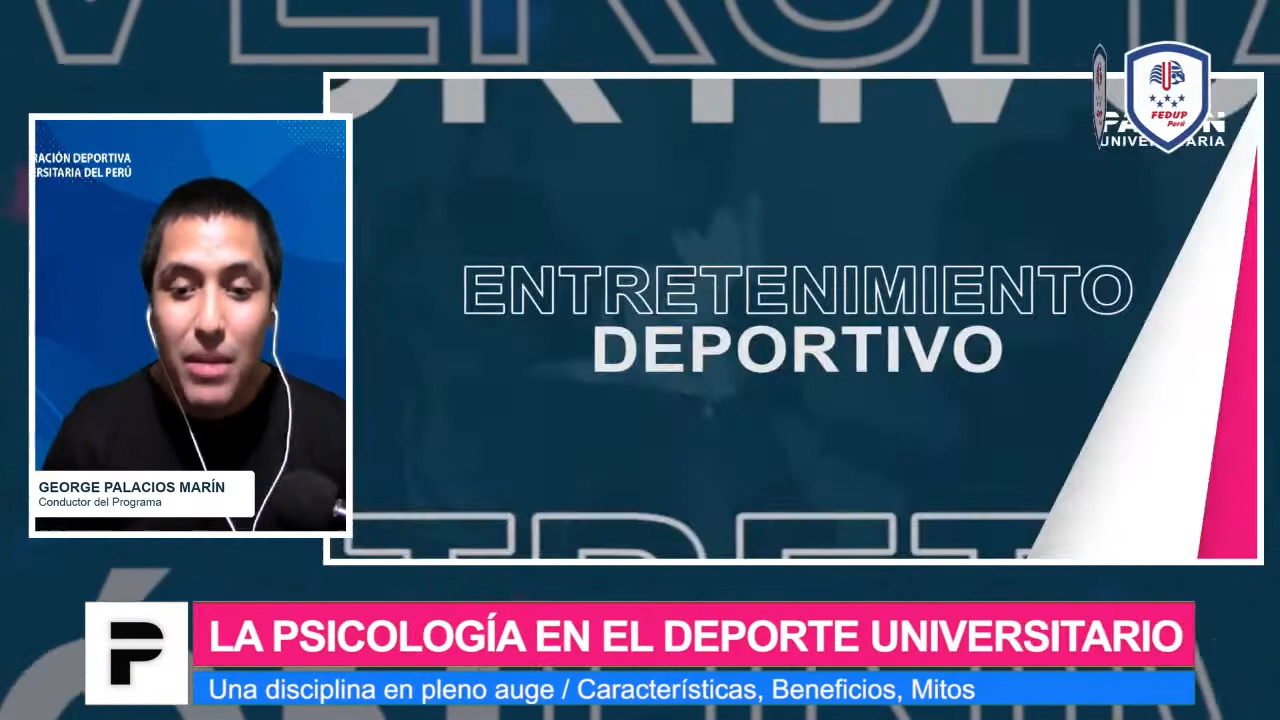 FEDUP
Perú
UNIVERSITARIA
RACIÓN DEPORTIVA
ERSITARIA DEL PERÚ
ENTRETENIMIENTO
DEPORTIVO
GEORGE PALACIOS MARÍN
Conductor del Programa
LA PSICOLOGÍA EN EL DEPORTE UNIVERSITARIO
Una disciplina en pleno auge / Características, Beneficios, Mitos